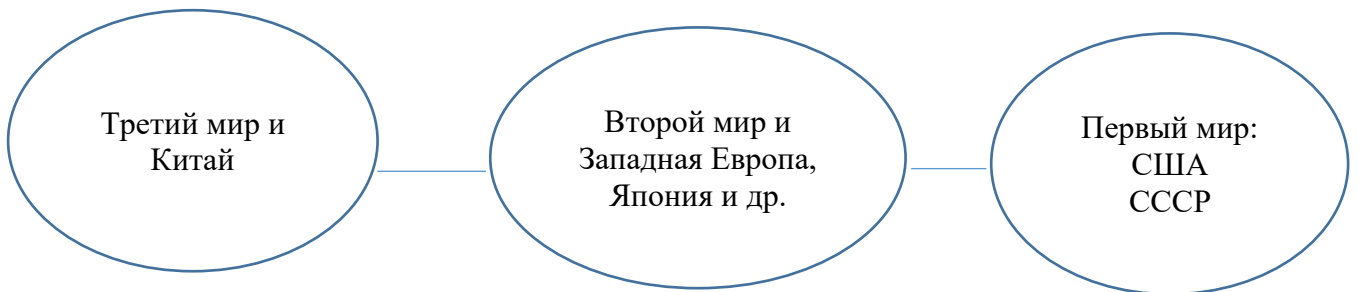 Третий мир и
Китай
Второй мир и
Западная Европа,
Япония и др.
Первый мир:
США
СССР